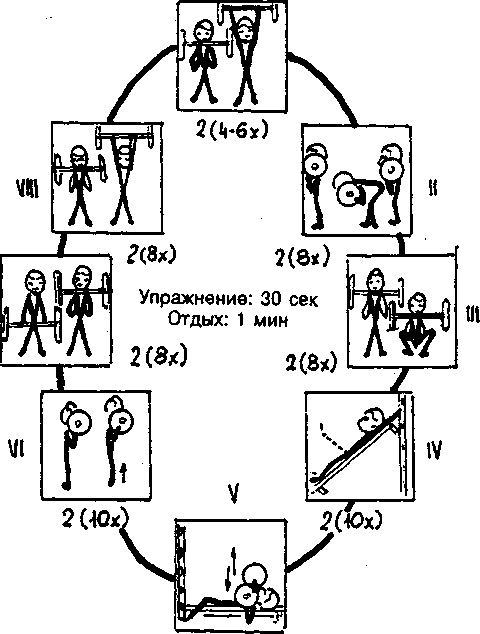 2(4-6x)
VIII
II
2(8x)
2(8x)
Упражнение: 30 сек
Отдых: 1 мин
III
2(8x)
2(8x)
VI
IV
V
2(10x)
2(10x)